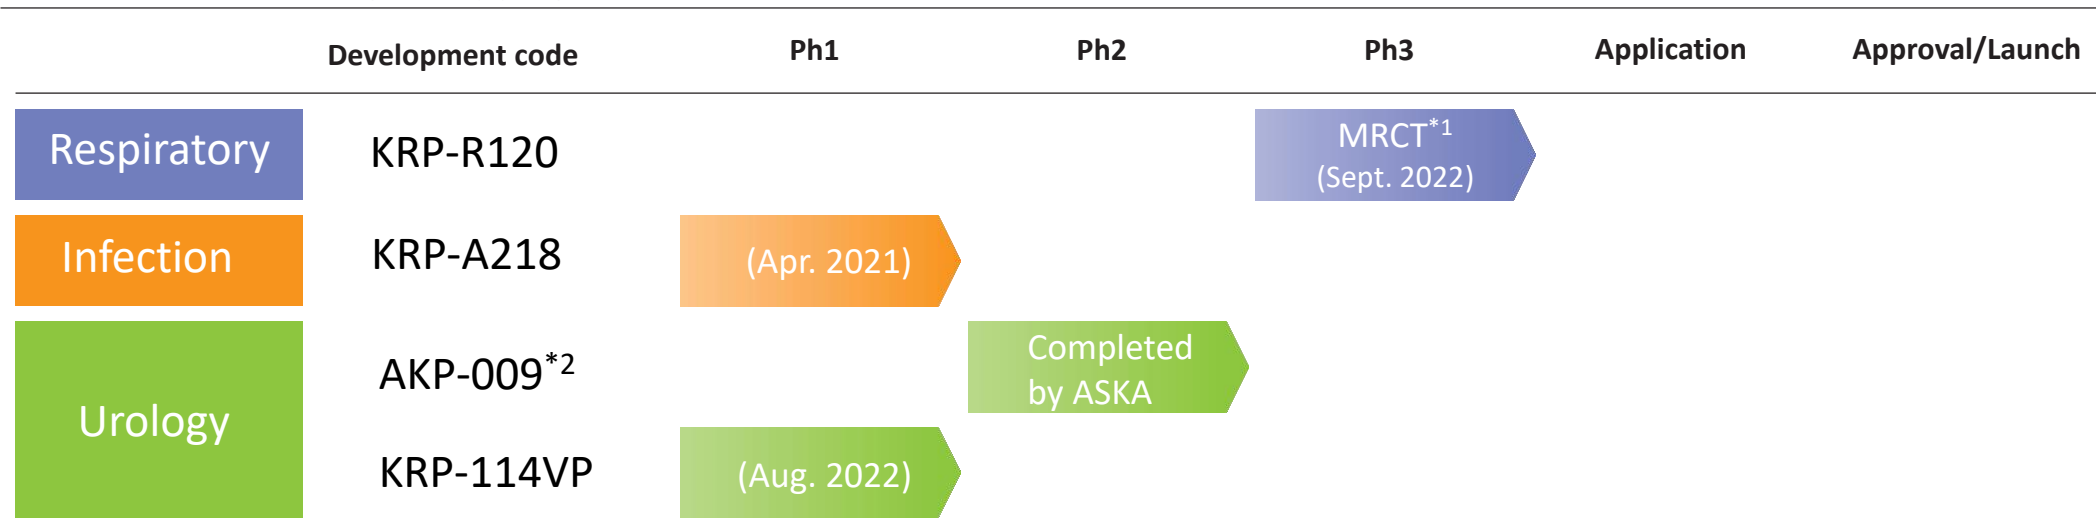 Development code Ph1 Ph2 Ph3 Application Approval/Launch
Respiratory KRP-R120 MRCT*1
(Sept. 2022)
Infection KRP-A218 (Apr. 2021)
Urology
AKP-009*2 Completed
by ASKA
KRP-114VP (Aug. 2022)